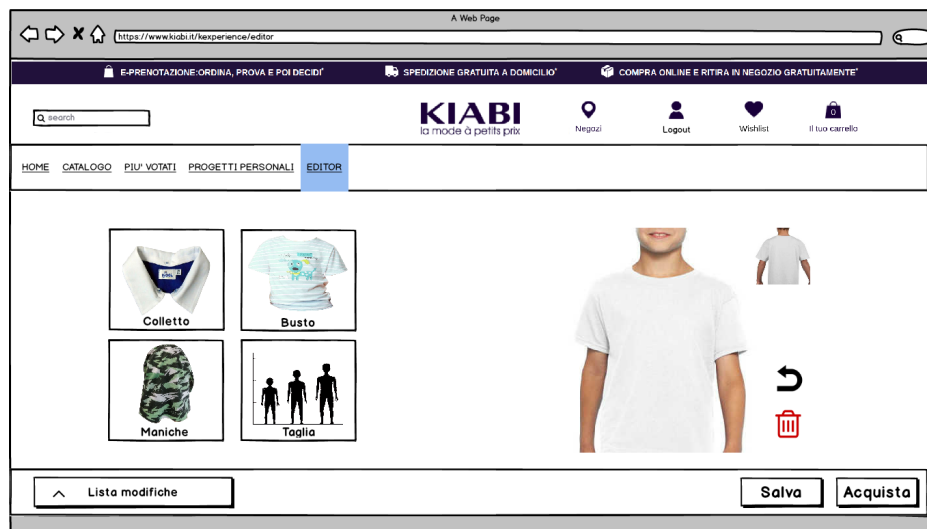 A Web Page
https://www.kiabi.it/kexperience/editor
E-PRENOTAZIONE:ORDINA, PROVA E POI DECIDI*
SPEDIZIONE GRATUITA A DOMICILIO*
COMPRA ONLINE E RITIRA IN NEGOZIO GRATUITAMENTE*
search
KIABI
la mode à petits prix
Negozi
Logout
Wishlist
0
Il tuo carrello
HOME
CATALOGO
PIU' VOTATI
PROGETTI PERSONALI
EDITOR
Colletto
Busto
Maniche
Taglia
Lista modifiche
Salva
Acquista